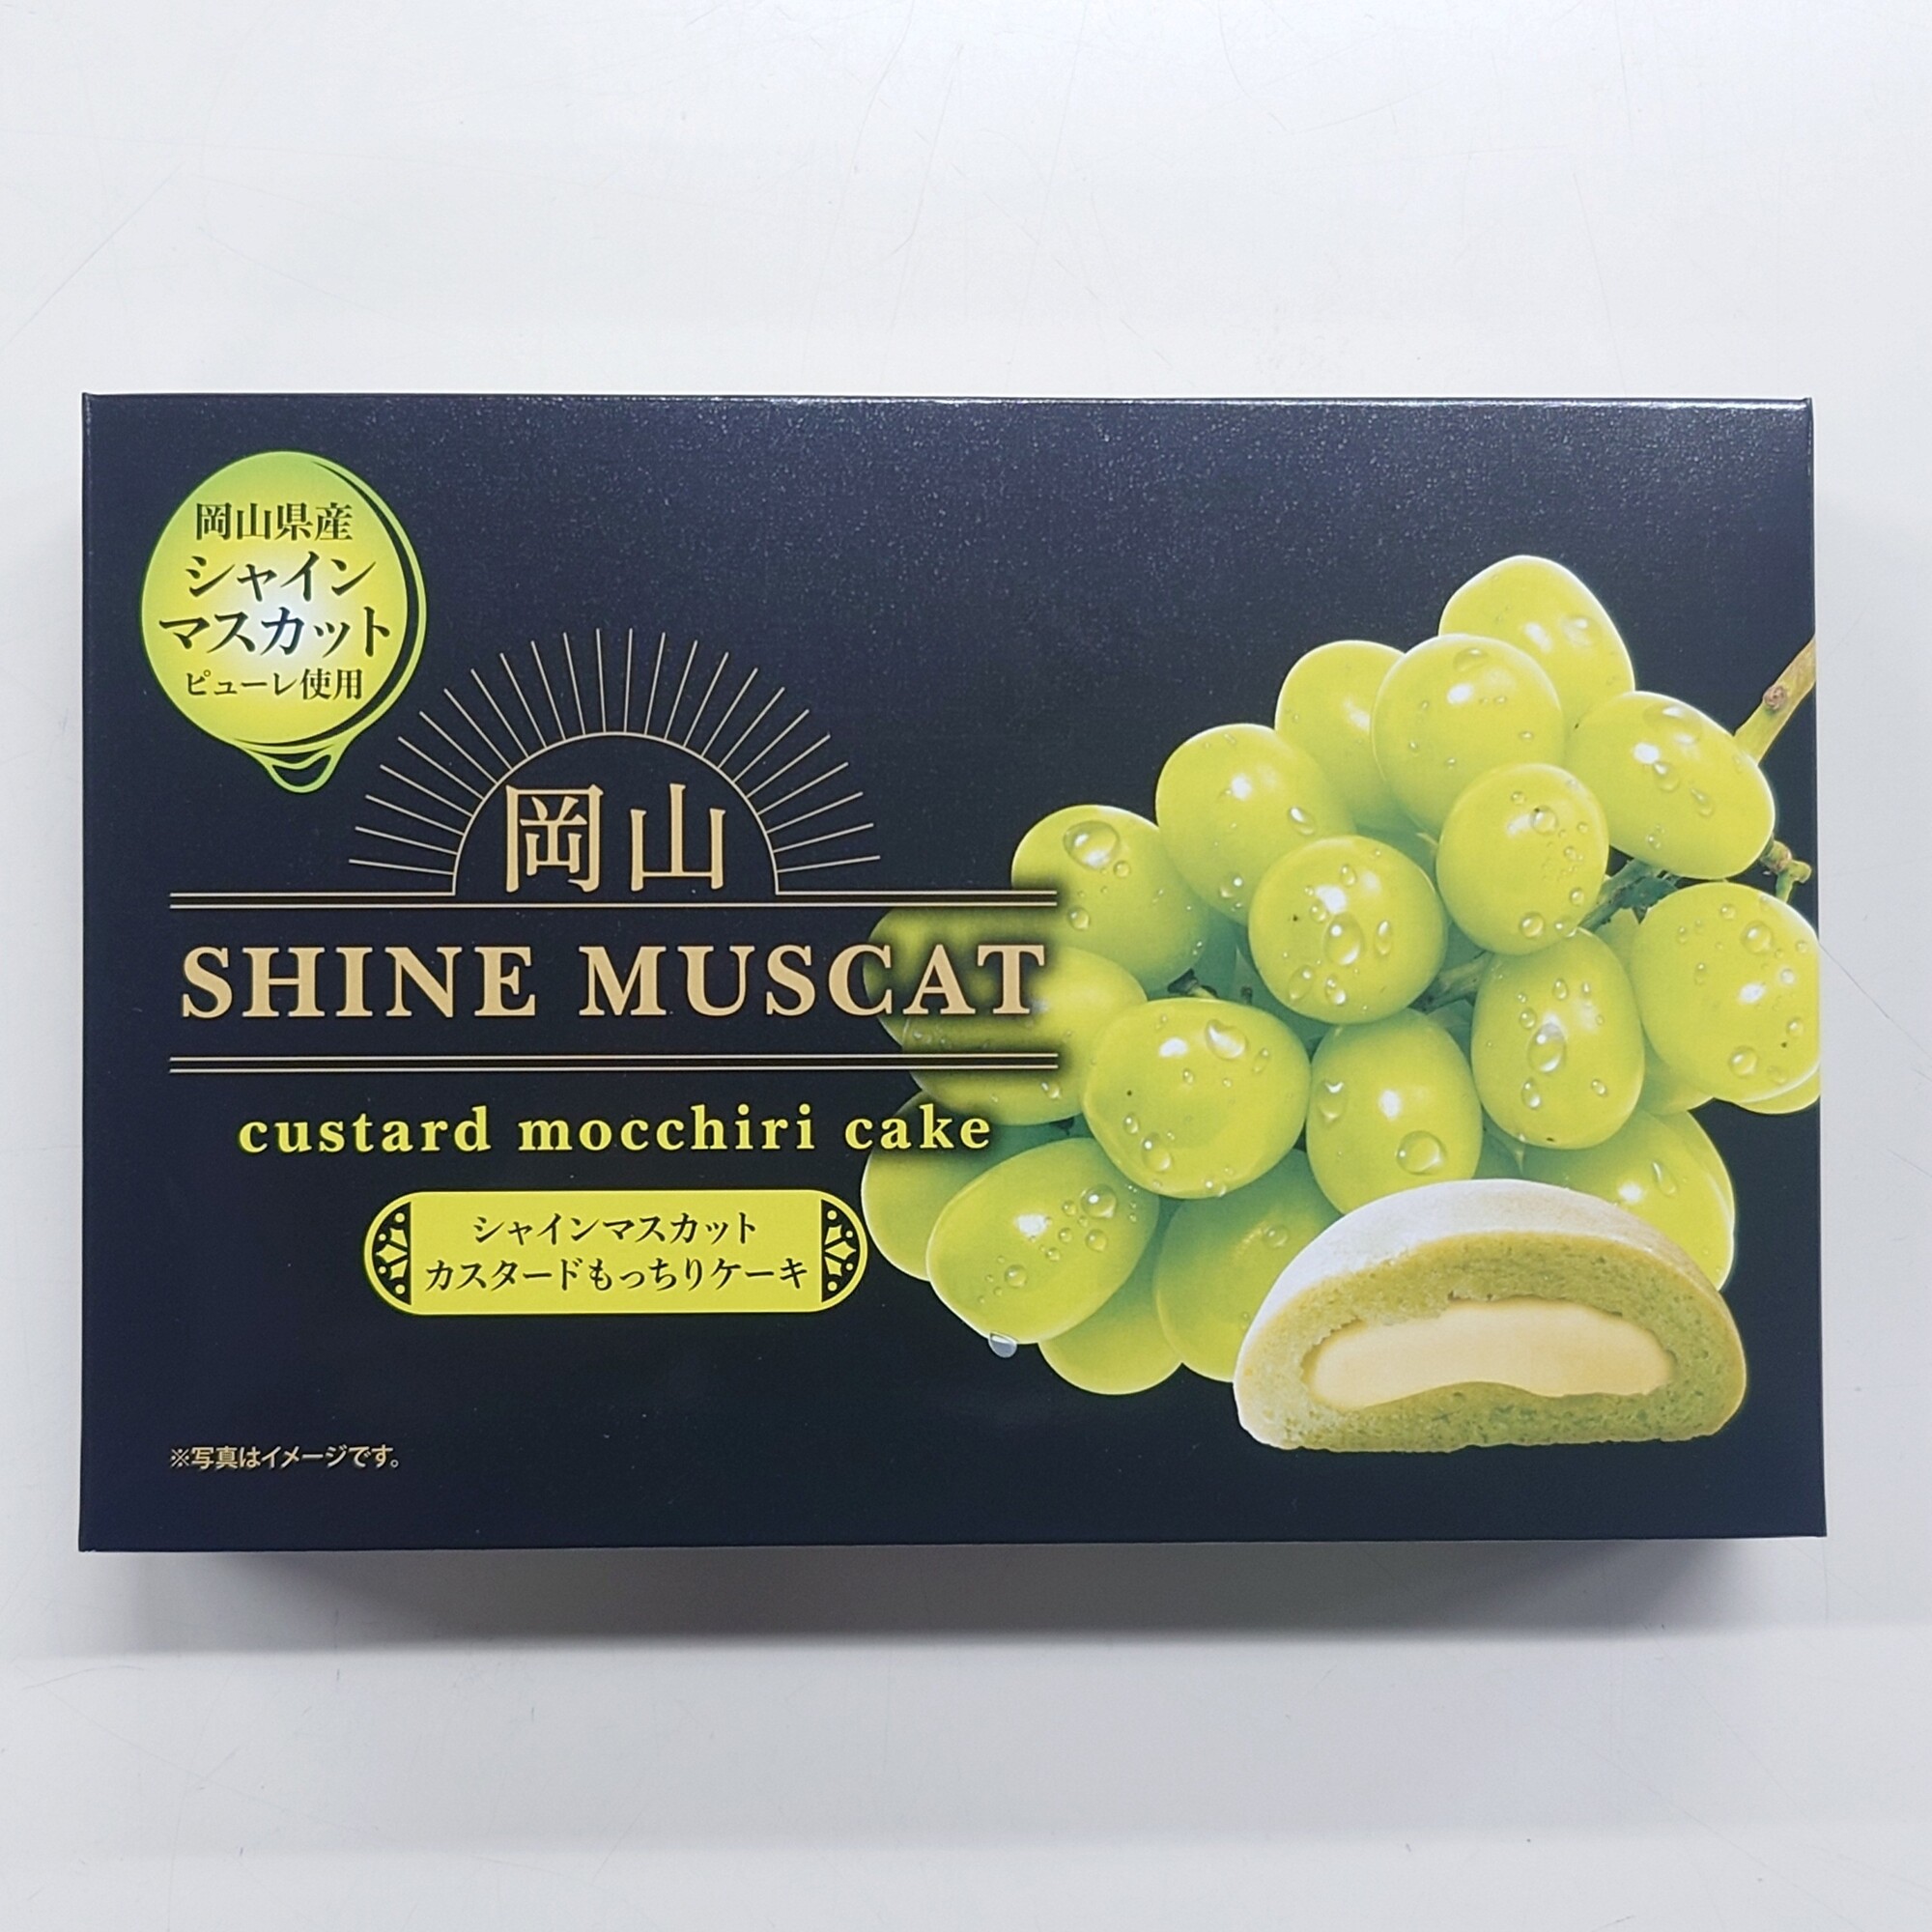 岡山県産
シャイン
マスカット
ピューレ使用
岡山
SHINE MUSCAT
custard mocchiri cake
シャインマスカット
カスタードもっちりケーキ
※写真はイメージです。